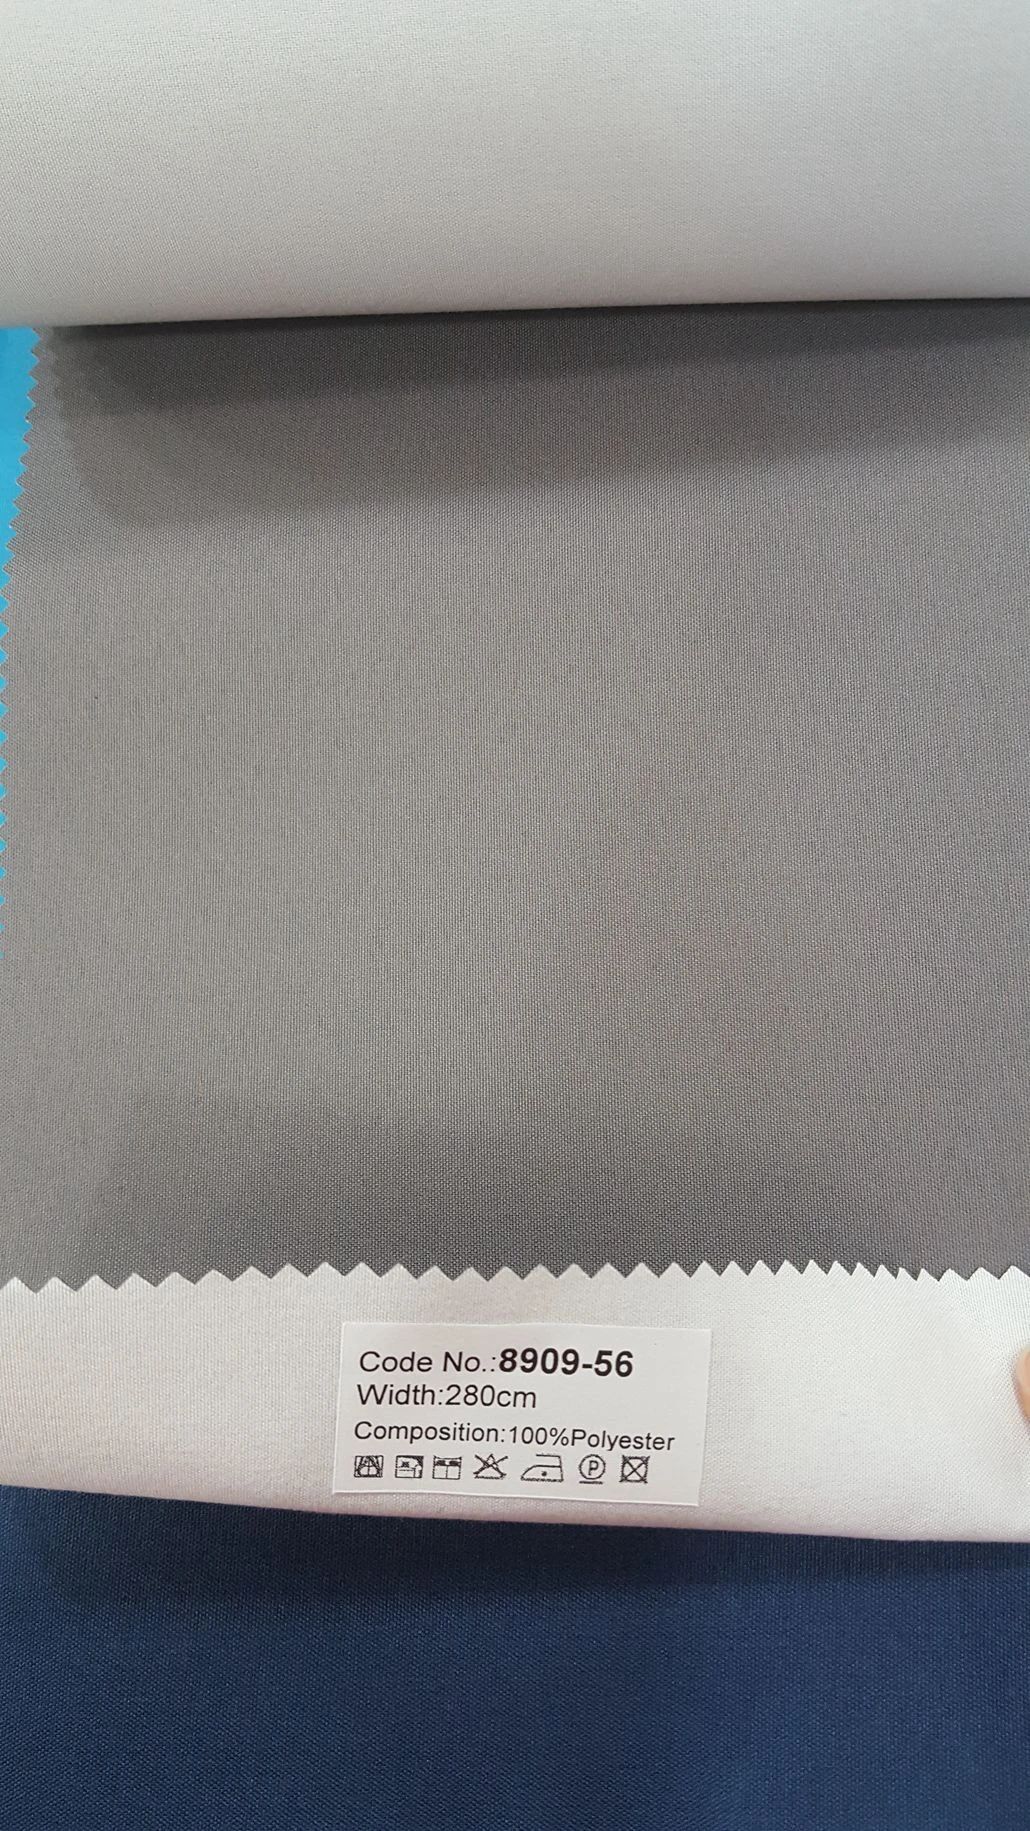 Code No.:8909-56
Width:280cm
Composition:100%Polyester
P